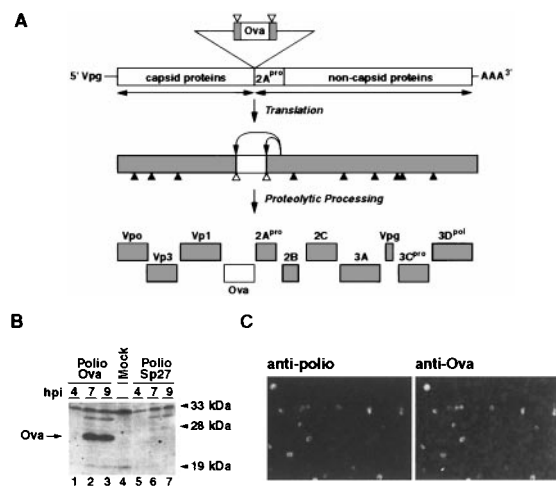 A
Ova
5' Vpg
capsid proteins
2Apro
non-capsid proteins
AAA3'
Translation
Proteolytic Processing
Vpo
Vp1
2Apro
2C
Vpg
3Dpol
Vp3
Ova
2B
3A
3Cpro
B
Polio Ova
Mock
Polio Sp27
hpi 4 7 9 4 7 9
33 kDa
28 kDa
Ova
19 kDa
1 2 3 4 5 6 7
C
anti-polio
anti-Ova